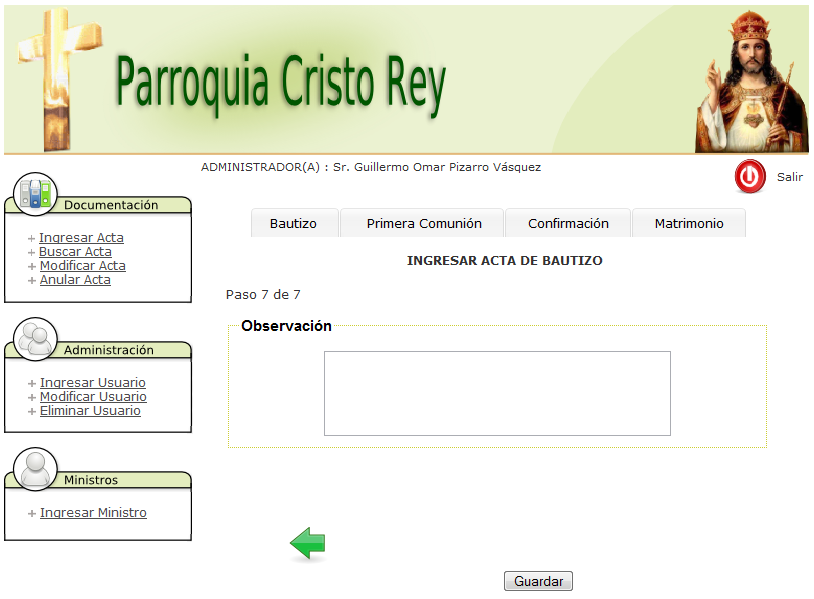 Parroquia Cristo Rey
ADMINISTRADOR(A) : Sr. Guillermo Omar Pizarro Vásquez
Salir
Documentación
Ingresar Acta
Buscar Acta
Modificar Acta
Anular Acta
Administración
Ingresar Usuario
Modificar Usuario
Eliminar Usuario
Ministros
Ingresar Ministro
Bautizo Primera Comunión Confirmación Matrimonio
INGRESAR ACTA DE BAUTIZO
Paso 7 de 7
Observación
Guardar